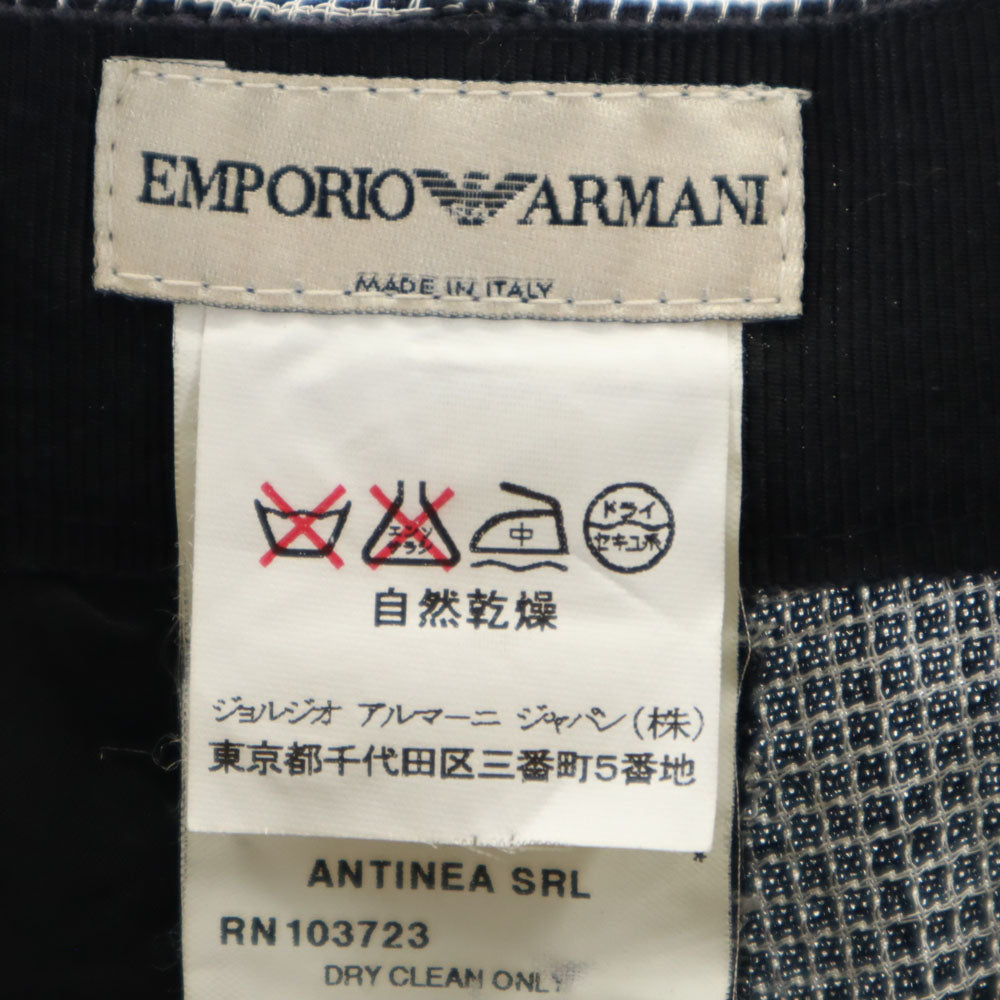 EMPORIO ARMANI
MADE IN ITALY
エンソ
サラシ
中
ドライ
セキユ系
自然乾燥
ジョルジオ アルマーニ ジャパン(株)
東京都千代田区三番町5番地
*
ANTINEA SRL
RN 103723
DRY CLEAN ONLY